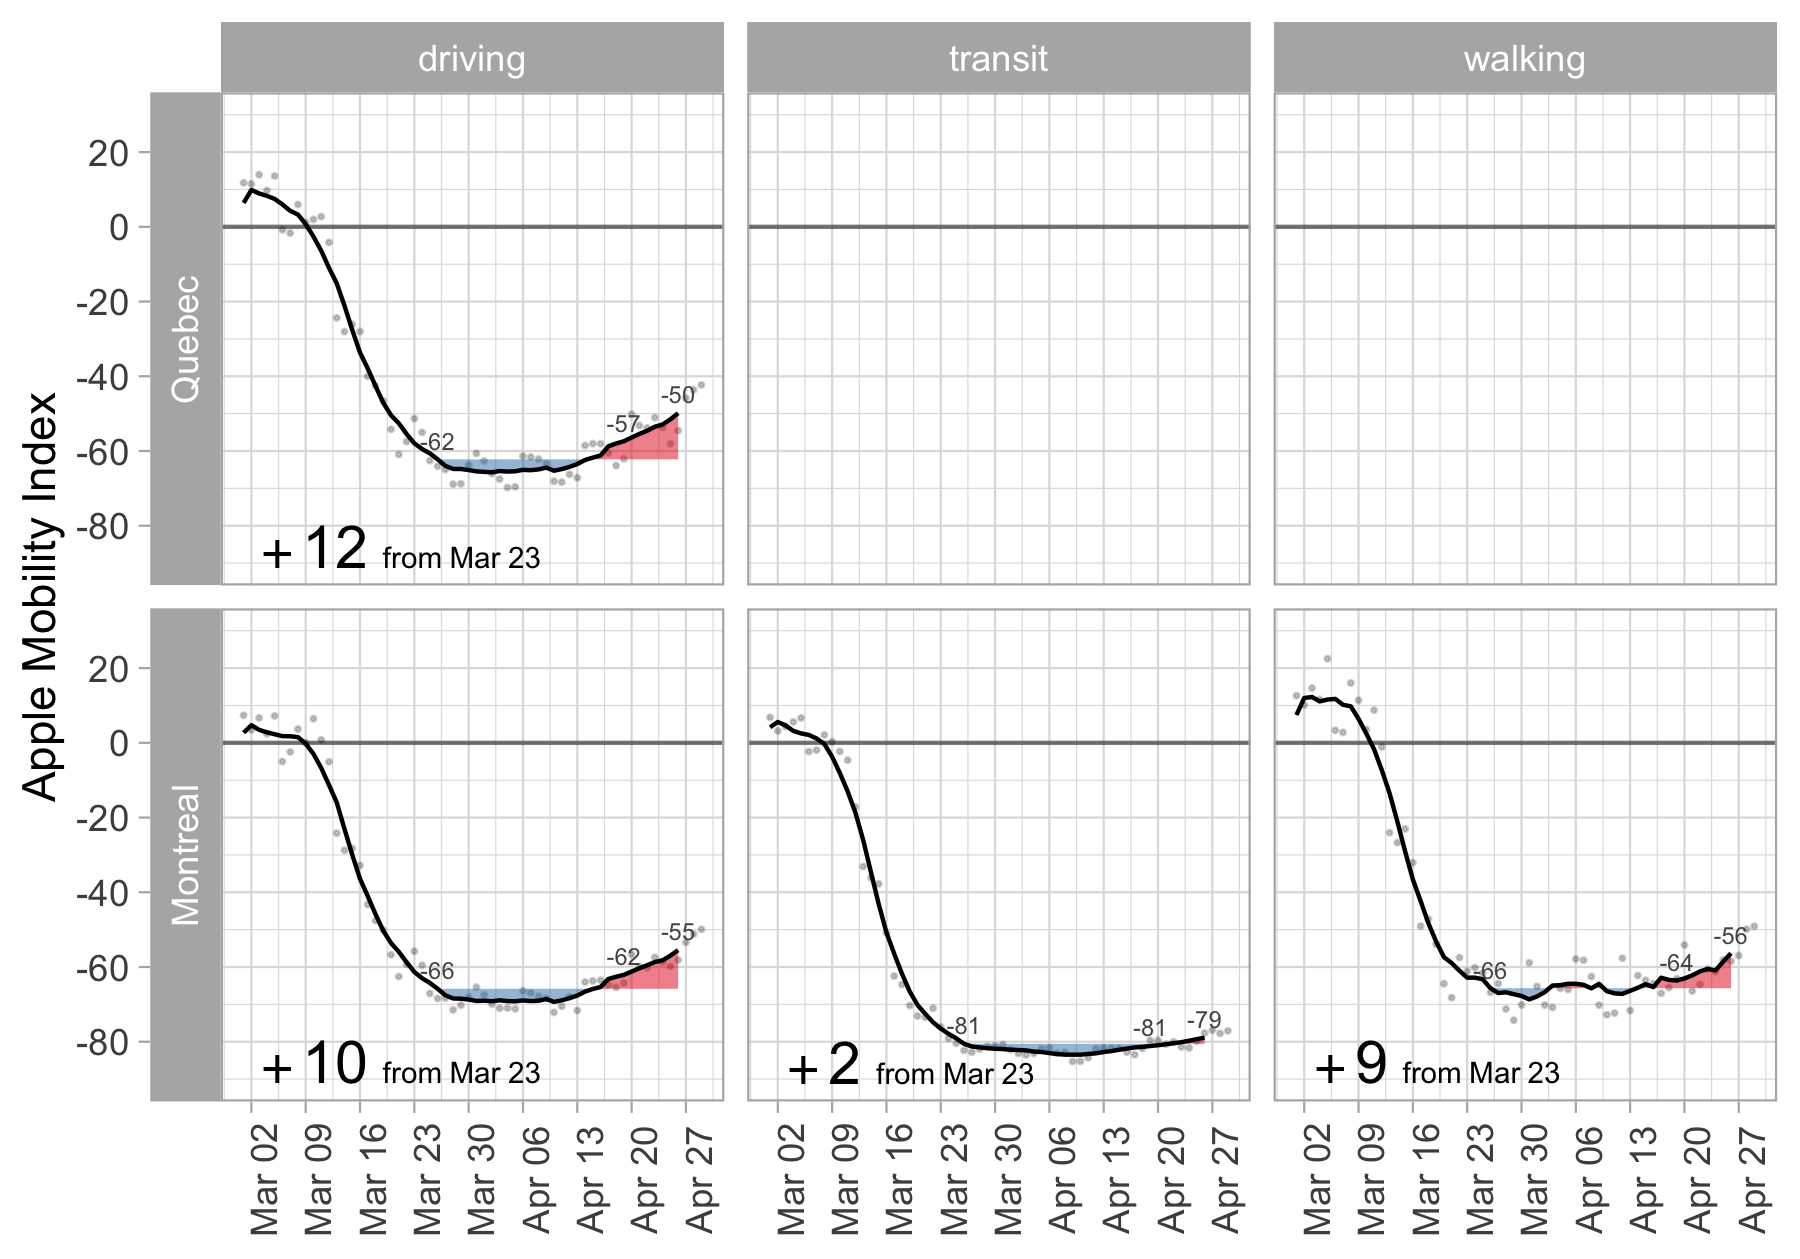 driving
transit
walking
Apple Mobility Index
Quebec
20
0
-20
-40
-60
-80
-62
-57
-50
+12 from Mar 23
Montreal
20
0
-20
-40
-60
-80
-66
-62
-55
+10 from Mar 23
-81
-81
-79
+2 from Mar 23
-66
-64
-56
+9 from Mar 23
Mar 02
Mar 09
Mar 16
Mar 23
Mar 30
Apr 06
Apr 13
Apr 20
Apr 27
Mar 02
Mar 09
Mar 16
Mar 23
Mar 30
Apr 06
Apr 13
Apr 20
Apr 27
Mar 02
Mar 09
Mar 16
Mar 23
Mar 30
Apr 06
Apr 13
Apr 20
Apr 27